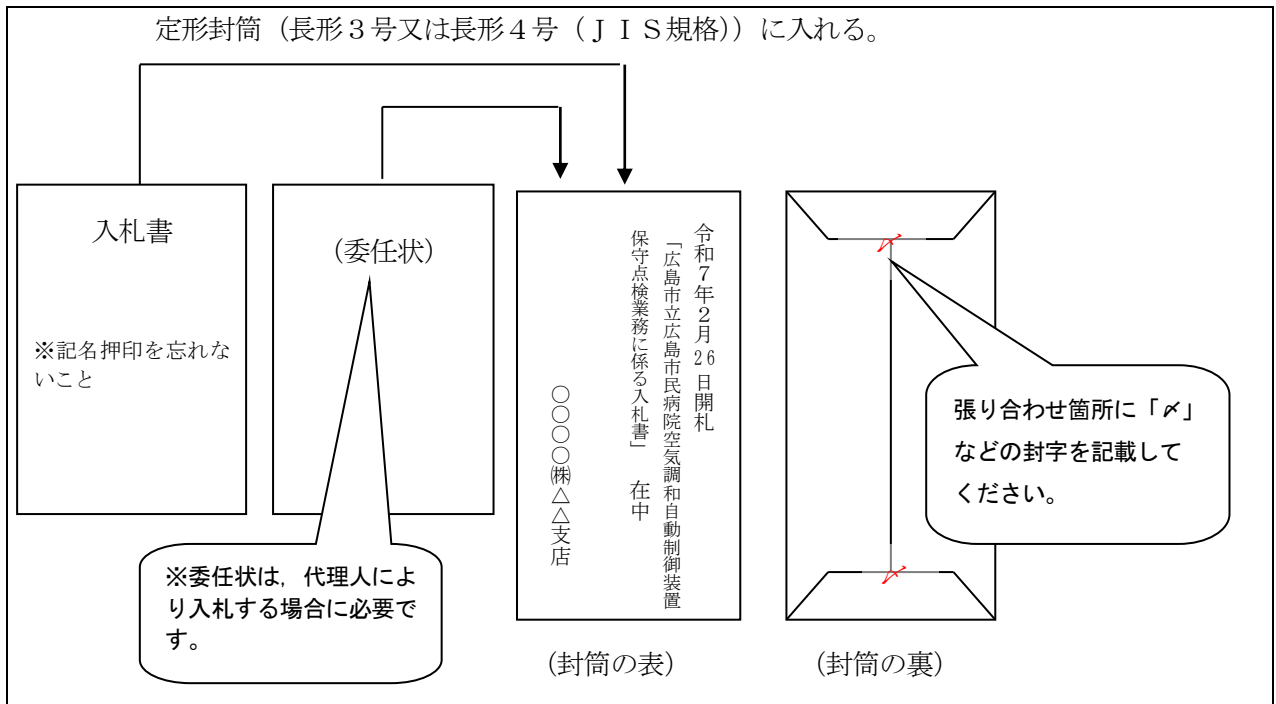 定形封筒（長形３号又は長形４号（ＪＩＳ規格））に入れる。
入札書
※記名押印を忘れな
いこと
（委任状）
※委任状は，代理人によ
り入札する場合に必要で
す。
令和７年２月26日開札
「広島市立広島市民病院空気調和自動制御装置
保守点検業務に係る入札書」　在中
○○○○㈱△△支店
（封筒の表）
〆
張り合わせ箇所に「〆」
などの封字を記載して
ください。
〆
（封筒の裏）